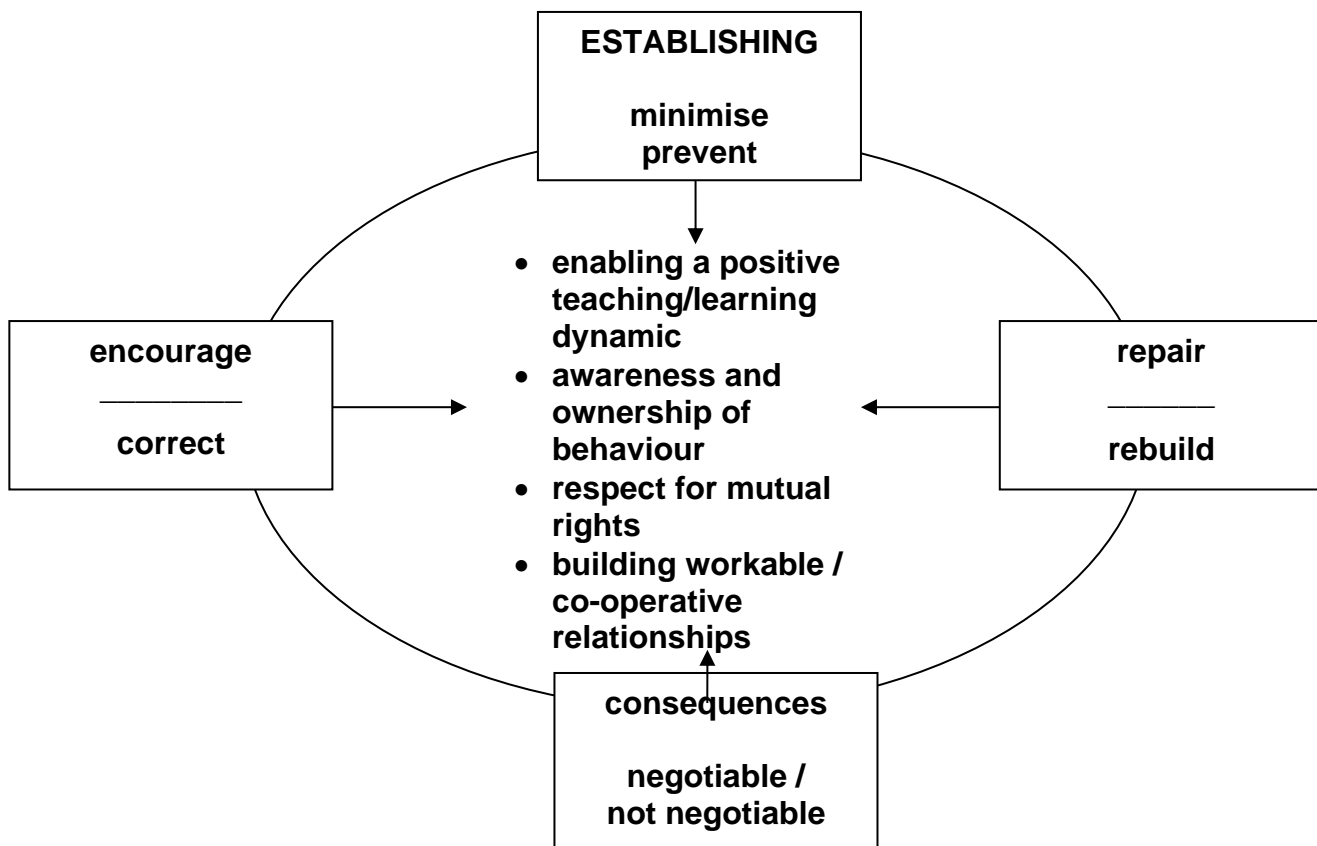 ESTABLISHING
minimise
prevent
• enabling a positive
teaching/learning
dynamic
• awareness and
ownership of
behaviour
• respect for mutual
rights
• building workable /
co-operative
relationships
encourage
correct
repair
rebuild
consequences
negotiable /
not negotiable